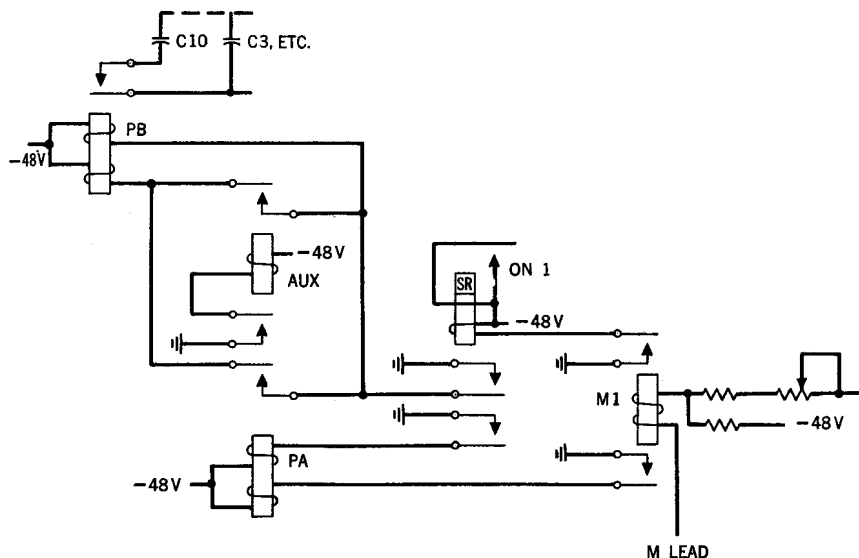 C10
C3, ETC.
PB
-48V
-48V
AUX
SR
ON 1
-48V
M1
-48V
PA
-48V
M LEAD